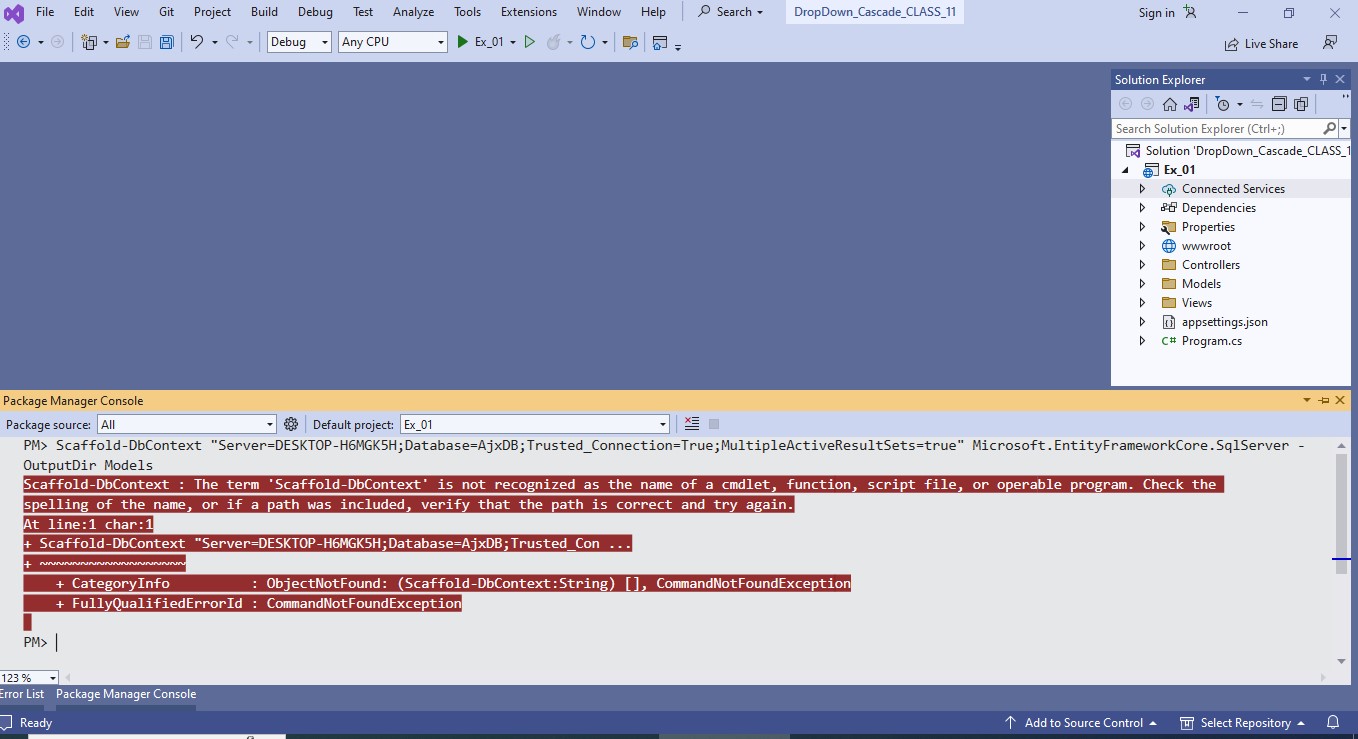 File Edit View Git Project Build Debug Test Analyze Tools Extensions Window Help Search DropDown_Cascade_CLASS_11 Sign in
Debug Any CPU Ex_01 Live Share
Solution Explorer
Search Solution Explorer (Ctrl+;)
Solution 'DropDown_Cascade_CLASS_1
Ex_01
Connected Services
Dependencies
Properties
wwwroot
Controllers
Models
Views
appsettings.json
C# Program.cs
Package Manager Console
Package source: All Default project: Ex_01
PM> Scaffold-DbContext "Server=DESKTOP-H6MGK5H;Database=AjxDB;Trusted_Connection=True;MultipleActiveResultSets=true" Microsoft.EntityFrameworkCore.SqlServer -
OutputDir Models
Scaffold-DbContext : The term 'Scaffold-DbContext' is not recognized as the name of a cmdlet, function, script file, or operable program. Check the
spelling of the name, or if a path was included, verify that the path is correct and try again.
At line:1 char:1
+ Scaffold-DbContext "Server=DESKTOP-H6MGK5H;Database=AjxDB;Trusted_Con ...
+ ~~~~~~~~~~~~~~~~~~
+ CategoryInfo : ObjectNotFound: (Scaffold-DbContext:String) [], CommandNotFoundException
+ FullyQualifiedErrorId : CommandNotFoundException
PM>
123 %
Error List Package Manager Console
Ready Add to Source Control Select Repository